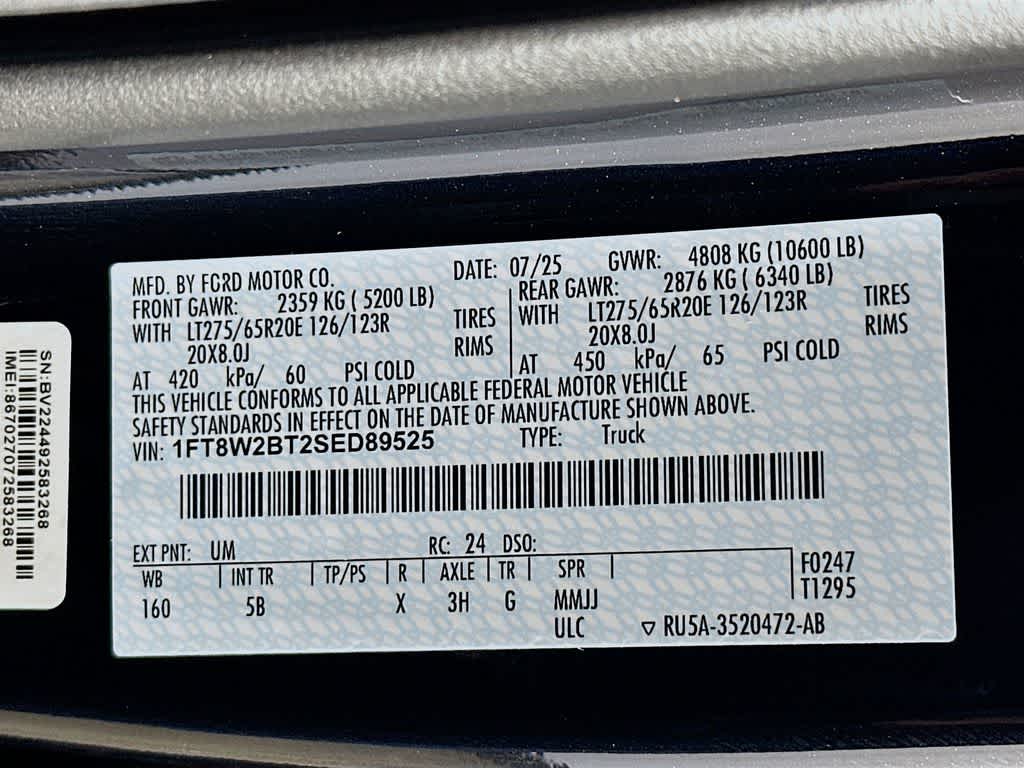 MFD. BY FORD MOTOR CO. DATE: 07/25 GVWR: 4808 KG (10600 LB)
FRONT GAWR: 2359 KG ( 5200 LB) REAR GAWR: 2876 KG ( 6340 LB)
WITH LT275/65R20E 126/123R TIRES WITH LT275/65R20E 126/123R TIRES
20X8.0J RIMS 20X8.0J RIMS
AT 420 kPa/ 60 PSI COLD AT 450 kPa/ 65 PSI COLD
THIS VEHICLE CONFORMS TO ALL APPLICABLE FEDERAL MOTOR VEHICLE
SAFETY STANDARDS IN EFFECT ON THE DATE OF MANUFACTURE SHOWN ABOVE.
VIN: 1FT8W2BT2SED89525 TYPE: Truck
EXT PNT: UM RC: 24 DSO:
WB INT TR TP/PS R AXLE TR SPR F0247
160 5B X 3H G MMJJ T1295
ULC ▽ RU5A-3520472-AB
SN:BV224492583268
IMEI:867027072583268